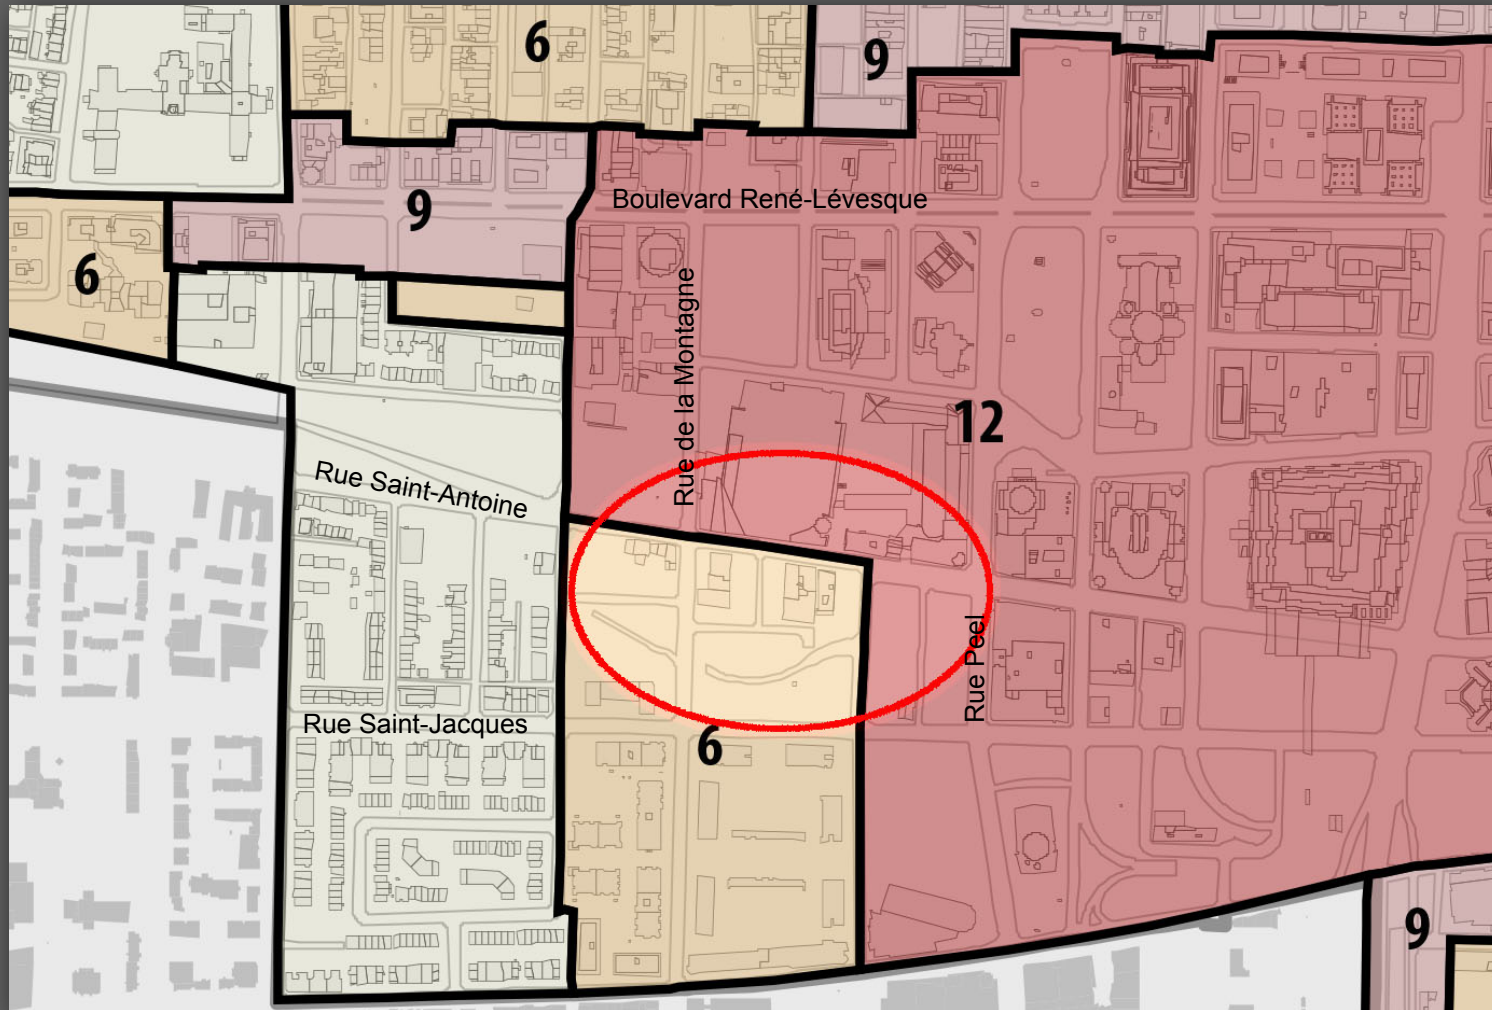 6
9
Boulevard René-Lévesque
9
6
Rue de la Montagne
12
Rue Saint-Antoine
Rue Peel
Rue Saint-Jacques
6
9